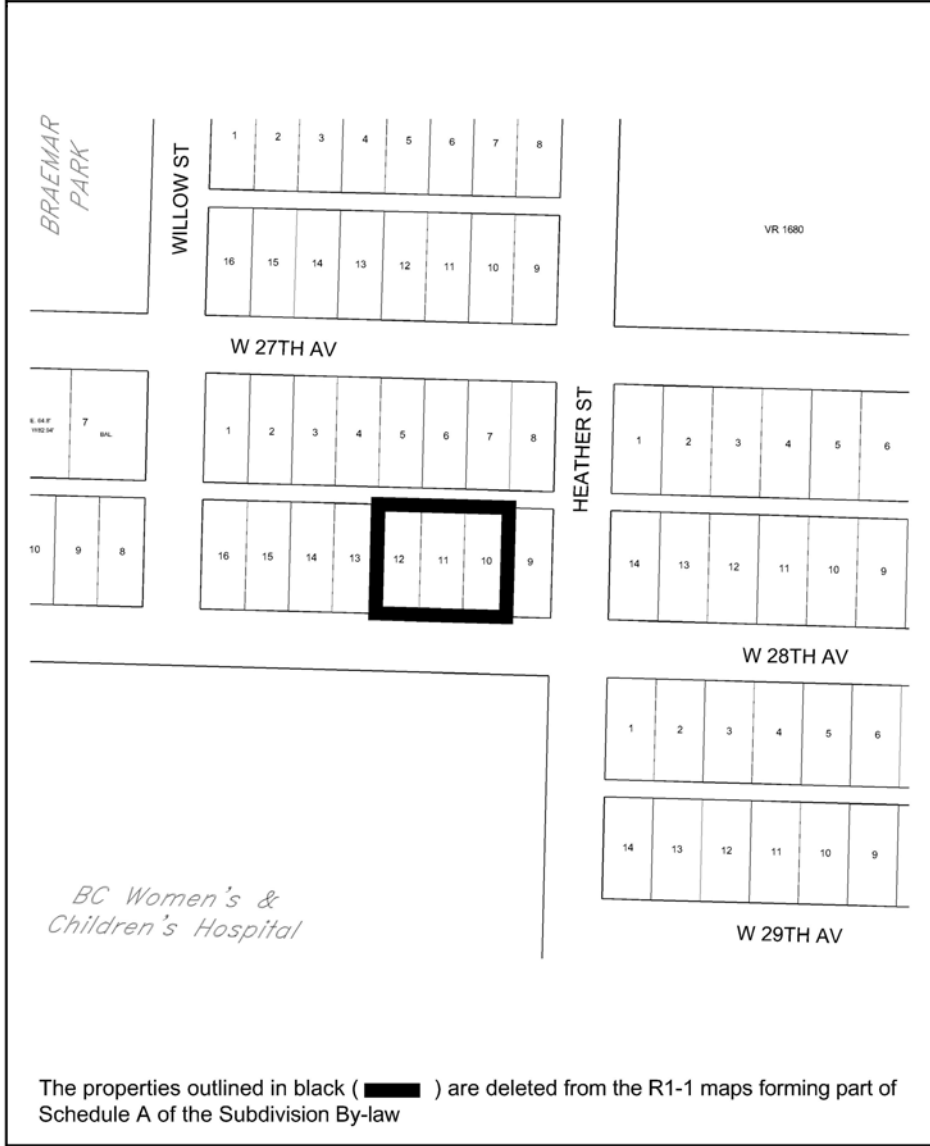 BRAEMAR
PARK
WILLOW ST
1 2 3 4 5 6 7 8
VR 1680
16 15 14 13 12 11 10 9
W 27TH AV
7
BAL.
1 2 3 4 5 6 7 8
HEATHER ST
1 2 3 4 5 6
10 9 8
16 15 14 13 12 11 10 9
14 13 12 11 10 9
W 28TH AV
1 2 3 4 5 6
14 13 12 11 10 9
BC Women's &
Children's Hospital
W 29TH AV
The properties outlined in black ( ) are deleted from the R1-1 maps forming part of
Schedule A of the Subdivision By-law